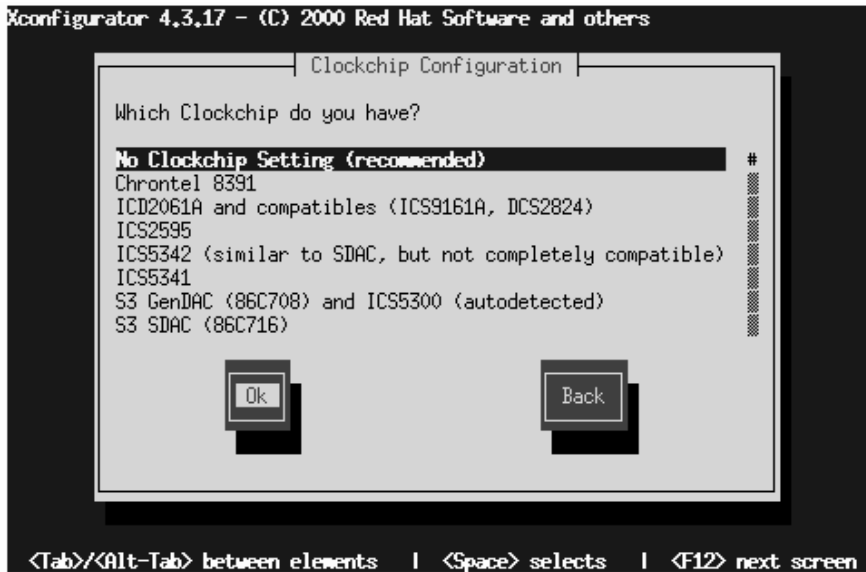 Xconfigurator 4.3.17 - (C) 2000 Red Hat Software and others
Clockchip Configuration
Which Clockchip do you have?
No Clockchip Setting (recommended) #
Chrontel 8391
ICD2061A and compatibles (ICS9161A, DCS2824)
ICS2595
ICS5342 (similar to SDAC, but not completely compatible)
ICS5341
S3 GenDAC (86C708) and ICS5300 (autodetected)
S3 SDAC (86C716)
Ok Back
<Tab>/<Alt-Tab> between elements | <Space> selects | <F12> next screen